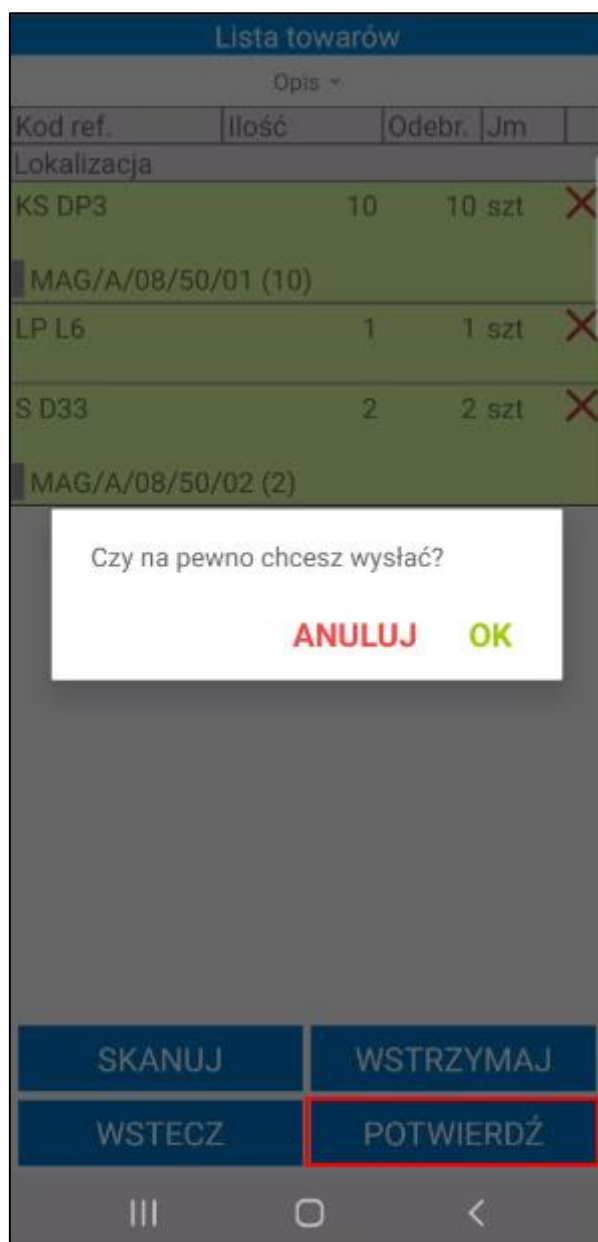 Lista towarów
Opis
Kod ref. Ilość Odebr. Jm
Lokalizacja
KS DP3 10 10 szt
MAG/A/08/50/01 (10)
LP L6 1 1 szt
S D33 2 2 szt
MAG/A/08/50/02 (2)
Czy na pewno chcesz wysłać?
ANULUJ OK
SKANUJ WSTRZYMAJ
WSTECZ POTWIERDŹ